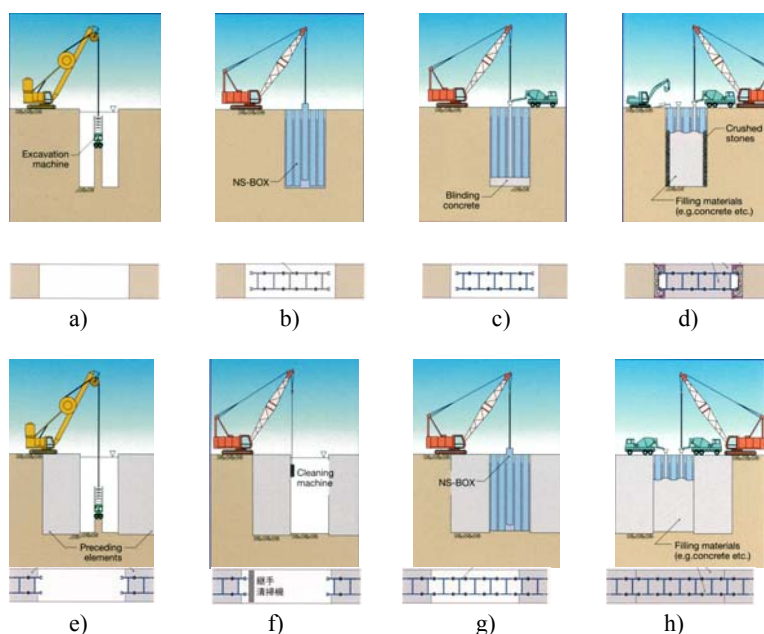 Excavation
machine
NS-BOX
Blinding
concrete
Crushed
stones
Filling materials
(e.g.concrete etc.)
a)
b)
c)
d)
Preceding
elements
Cleaning
machine
NS-BOX
Filling materials
(e.g.concrete etc.)
継手
清掃機
e)
f)
g)
h)